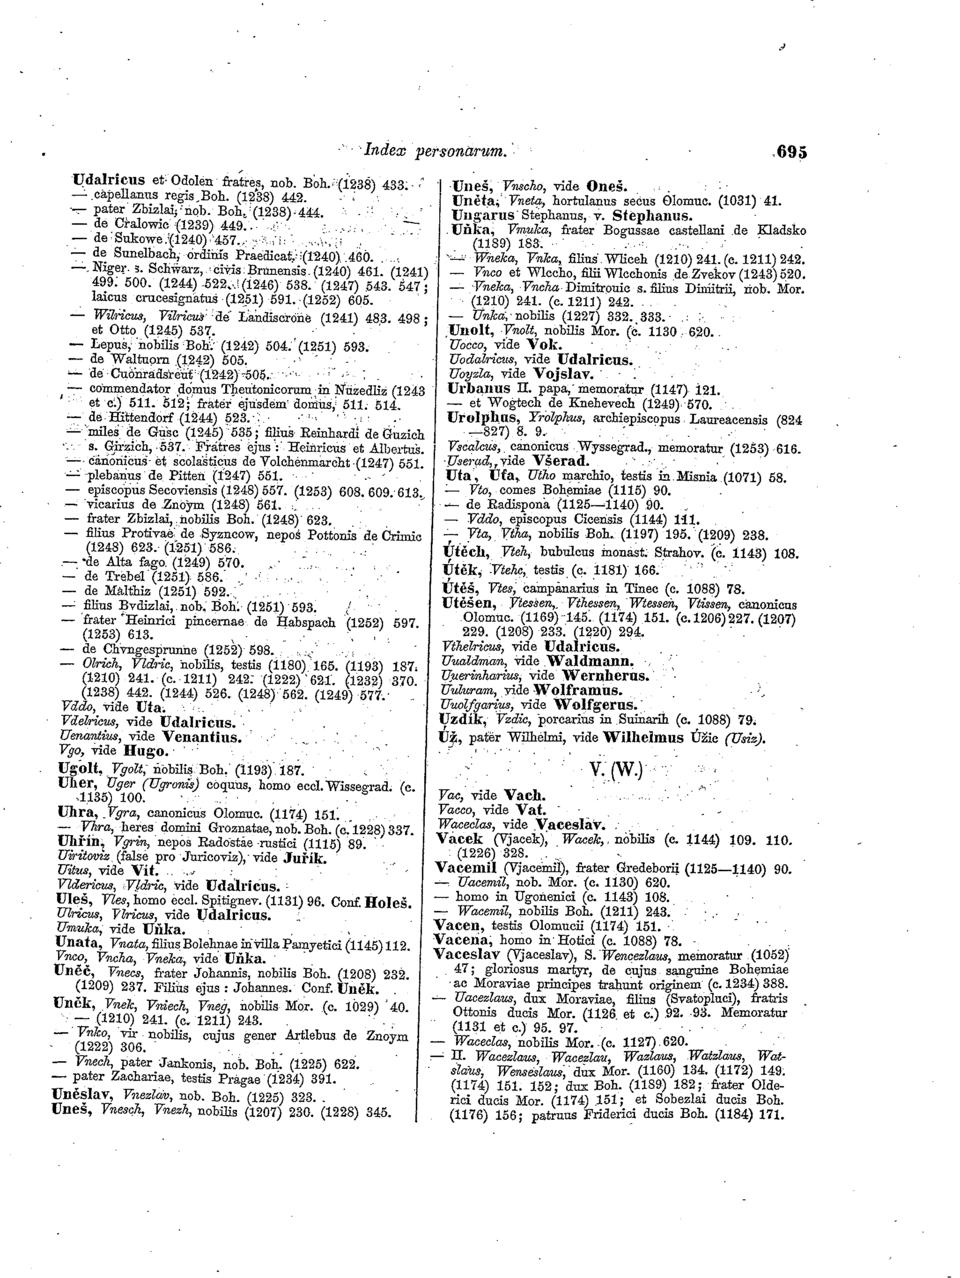 Index personarum.
695
Udalricus et Odolen fratres, nob. Boh. (1238) 433.
— capellanus regis Boh. (1238) 442.
— pater Zbizlai, nob. Boh. (1238) 444.
— de Cralowic (1239) 449.
— de Sukowe (1240) 457.
— de Sunelbach, ordinis Praedicat. (1240) 460.
— Niger s. Schwarz, civis Brunensis (1240) 461. (1241)
499. 500. (1244) 522. (1246) 538. (1247) 543. 547;
laicus crucesignatus (1251) 591. (1252) 605.
— Wilricus, Vilricus de Landiscrone (1241) 483. 498;
et Otto (1245) 537.
— Lepus, nobilis Boh. (1242) 504. (1251) 593.
— de Waltuorn (1242) 505.
— de Cuonradsreut (1242) 505.
— commendator domus Theutonicorum in Nuzedliz (1243
et c.) 511. 512; frater ejusdem domus, 511. 514.
— de Hittendorf (1244) 523.
— miles de Gusc (1245) 535; filius Reinhardi de Guzich
s. Girzich, 537. Fratres ejus: Heinricus et Albertus.
— canonicus et scolasticus de Volchenmarcht (1247) 551.
— plebanus de Pitten (1247) 551.
— episcopus Secoviensis (1248) 557. (1253) 608. 609. 613.
— vicarius de Znoym (1248) 561.
— frater Zbizlai, nobilis Boh. (1248) 623.
— filius Protivae de Syzncow, nepos Pottonis de Crimic
(1248) 623. (1251) 586.
— de Alta fago (1249) 570.
— de Trebel (1251) 586.
— de Malthiz (1251) 592.
— filius Bvdizlai, nob. Boh. (1251) 593.
— frater Heinrici pincernae de Habspach (1252) 597.
(1253) 613.
— de Chvngesprunne (1252) 598.
— Olrich, Vldric, nobilis, testis (1180) 165. (1193) 187.
(1210) 241. (c. 1211) 242. (1222) 621. (1232) 370.
(1238) 442. (1244) 526. (1248) 562. (1249) 577.
Vddo, vide Uta.
Vdelricus, vide Udalricus.
Uenantius, vide Venantius.
Vgo, vide Hugo.
Ugolt, Vgolt, nobilis Boh. (1193) 187.
Uher, Uger (Ugronis) coquus, homo eccl. Wissegrad. (c.
1135) 100.
Uhra, Vgra, canonicus Olomuc. (1174) 151.
— Vhra, heres domini Groznatae, nob. Boh. (c. 1228) 337.
Uhřin, Vgrin, nepos Radostae rustici (1115) 89.
Uiritoviz (false pro Juricoviz), vide Juřik.
Uitus, vide Vit.
Vldericus, Vldric, vide Udalricus.
Uleš, Vles, homo eccl. Spitignev. (1131) 96. Conf. Holeš.
Ulricus, Vlricus, vide Udalricus.
Umuka, vide Uňka.
Unata, Vnata, filius Bolehnae in villa Pamyetici (1145) 112.
Vnco, Vncha, Vneka, vide Uňka.
Uněč, Vnecs, frater Johannis, nobilis Boh. (1208) 232.
(1209) 237. Filius ejus: Johannes. Conf. Uněk.
Uněk, Vnek, Vniech, Vneg, nobilis Mor. (c. 1029) 40.
— (1210) 241. (c. 1211) 243.
— Vnko, vir nobilis, cujus gener Artlebus de Znoym
(1222) 306.
— Vnech, pater Jankonis, nob. Boh. (1225) 622.
— pater Zachariae, testis Pragae (1234) 391.
Uněslav, Vnezlav, nob. Boh. (1225) 323.
Uneš, Vnesch, Vnezh, nobilis (1207) 230. (1228) 345.
Uneš, Vnscho, vide Oneš.
Uněta, Vneta, hortulanus secus Olomuc. (1031) 41.
Ungarus Stephanus, v. Stephanus.
Uňka, Vmuka, frater Bogussae castellani de Kladsko
(1189) 183.
— Wneka, Vnka, filius Wliceh (1210) 241. (c. 1211) 242.
— Vnco et Wlccho, filii Wlchonis de Zvekov (1243) 520.
— Vneka, Vncha Dimitrouic s. filius Dimitrii, nob. Mor.
(1210) 241. (c. 1211) 242.
— Unka, nobilis (1227) 332. 333.
Unolt, Vnolt, nobilis Mor. (c. 1130 620.
Uocco, vide Vok.
Uodalricus, vide Udalricus.
Uoyzla, vide Vojslav.
Urbanus II. papa, memoratur (1147) 121.
— et Wogtech de Knehevech (1249) 570.
Urolphus, Vrolphus, archiepiscopus Laureacensis (824
—827) 8. 9.
Vscalcus, canonicus Wyssegrad., memoratur (1253) 616.
Userad, vide Všerad.
Uta, Uta, Utho marchio, testis in Misnia (1071) 58.
— Vto, comes Bohemiae (1115) 90.
— de Radispona (1125—1140) 90.
— Vddo, episcopus Cicensis (1144) 111.
— Vta, Vtha, nobilis Boh. (1197) 195. (1209) 238.
Útěch, Vteh, bubulcus monast. Strahov. (c. 1143) 108.
Útěk, Vtehc, testis (c. 1181) 166.
Útěš, Vtes, campanarius in Tinec (c. 1088) 78.
Utěšen, Vtessen, Vthessen, Wtessen, Vtissen, canonicus
Olomuc. (1169) 145. (1174) 151. (c. 1206) 227. (1207)
229. (1208) 233. (1220) 294.
Vthelricus, vide Udalricus.
Uualdman, vide Waldmann.
Uuerinharius, vide Wernherus.
Uuluram, vide Wolframus.
Uuolfgarius, vide Wolfgerus.
Uzdík, Vzdic, porcarius in Suinarih (c. 1088) 79.
Úž, pater Wilhelmi, vide Wilhelmus Úžic (Usiz).
V. (W.)
Vac, vide Vach.
Vacco, vide Vat.
Waceclas, vide Vaceslav.
Vacek (Vjacek), Wacek, nobilis (c. 1144) 109. 110.
(1226) 328.
Vacemil (Vjacemil), frater Gredeborii (1125—1140) 90.
— Uacemil, nob. Mor. (c. 1130) 620.
— homo in Ugonenici (c. 1143) 108.
— Wacemil, nobilis Boh. (1211) 243.
Vacen, testis Olomucii (1174) 151.
Vacena, homo in Hotici (c. 1088) 78.
Vaceslav (Vjaceslav), S. Wencezlaus, memoratur (1052)
47; gloriosus martyr, de cujus sanguine Bohemiae
ac Moraviae principes trahunt originem (c. 1234) 388.
— Uacezlaus, dux Moraviae, filius (Svatopluci), fratris
Ottonis ducis Mor. (1126 et c.) 92. 93. Memoratur
(1131 et c.) 95. 97.
— Waceclas, nobilis Mor. (c. 1127) 620.
— II. Wacezlaus, Wacezlau, Wazlaus, Watzlaus, Wat-
slaus, Wenseslaus, dux Mor. (1160) 134. (1172) 149.
(1174) 151. 152; dux Boh. (1189) 182; frater Olde-
rici ducis Mor. (1174) 151; et Sobezlai ducis Boh.
(1176) 156; patruus Friderici ducis Boh. (1184) 171.